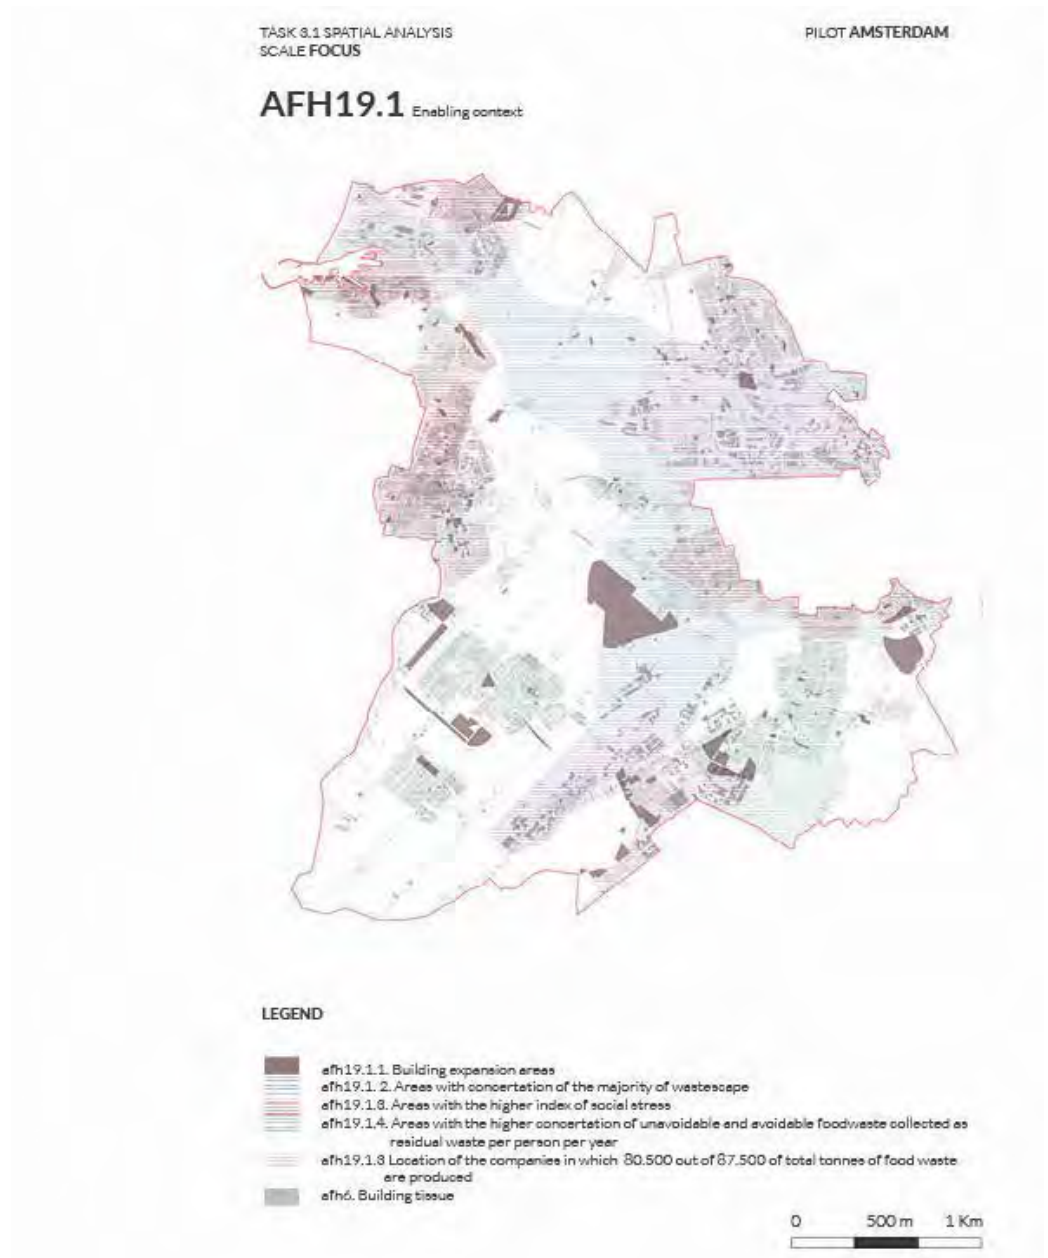 TASK 3.1 SPATIAL ANALYSIS
SCALE FOCUS
PILOT AMSTERDAM
AFH19.1 Enabling context
LEGEND
afh19.1.1. Building expansion areas
afh19.1. 2. Areas with concertation of the majority of wastescape
afh19.1.3. Areas with the higher index of social stress
afh19.1.4. Areas with the higher concertation of unavoidable and avoidable foodwaste collected as
residual waste per person per year
afh19.1.3 Location of the companies in which 80.500 out of 87.500 of total tonnes of food waste
are produced
afh6. Building tissue
0 500 m 1 Km